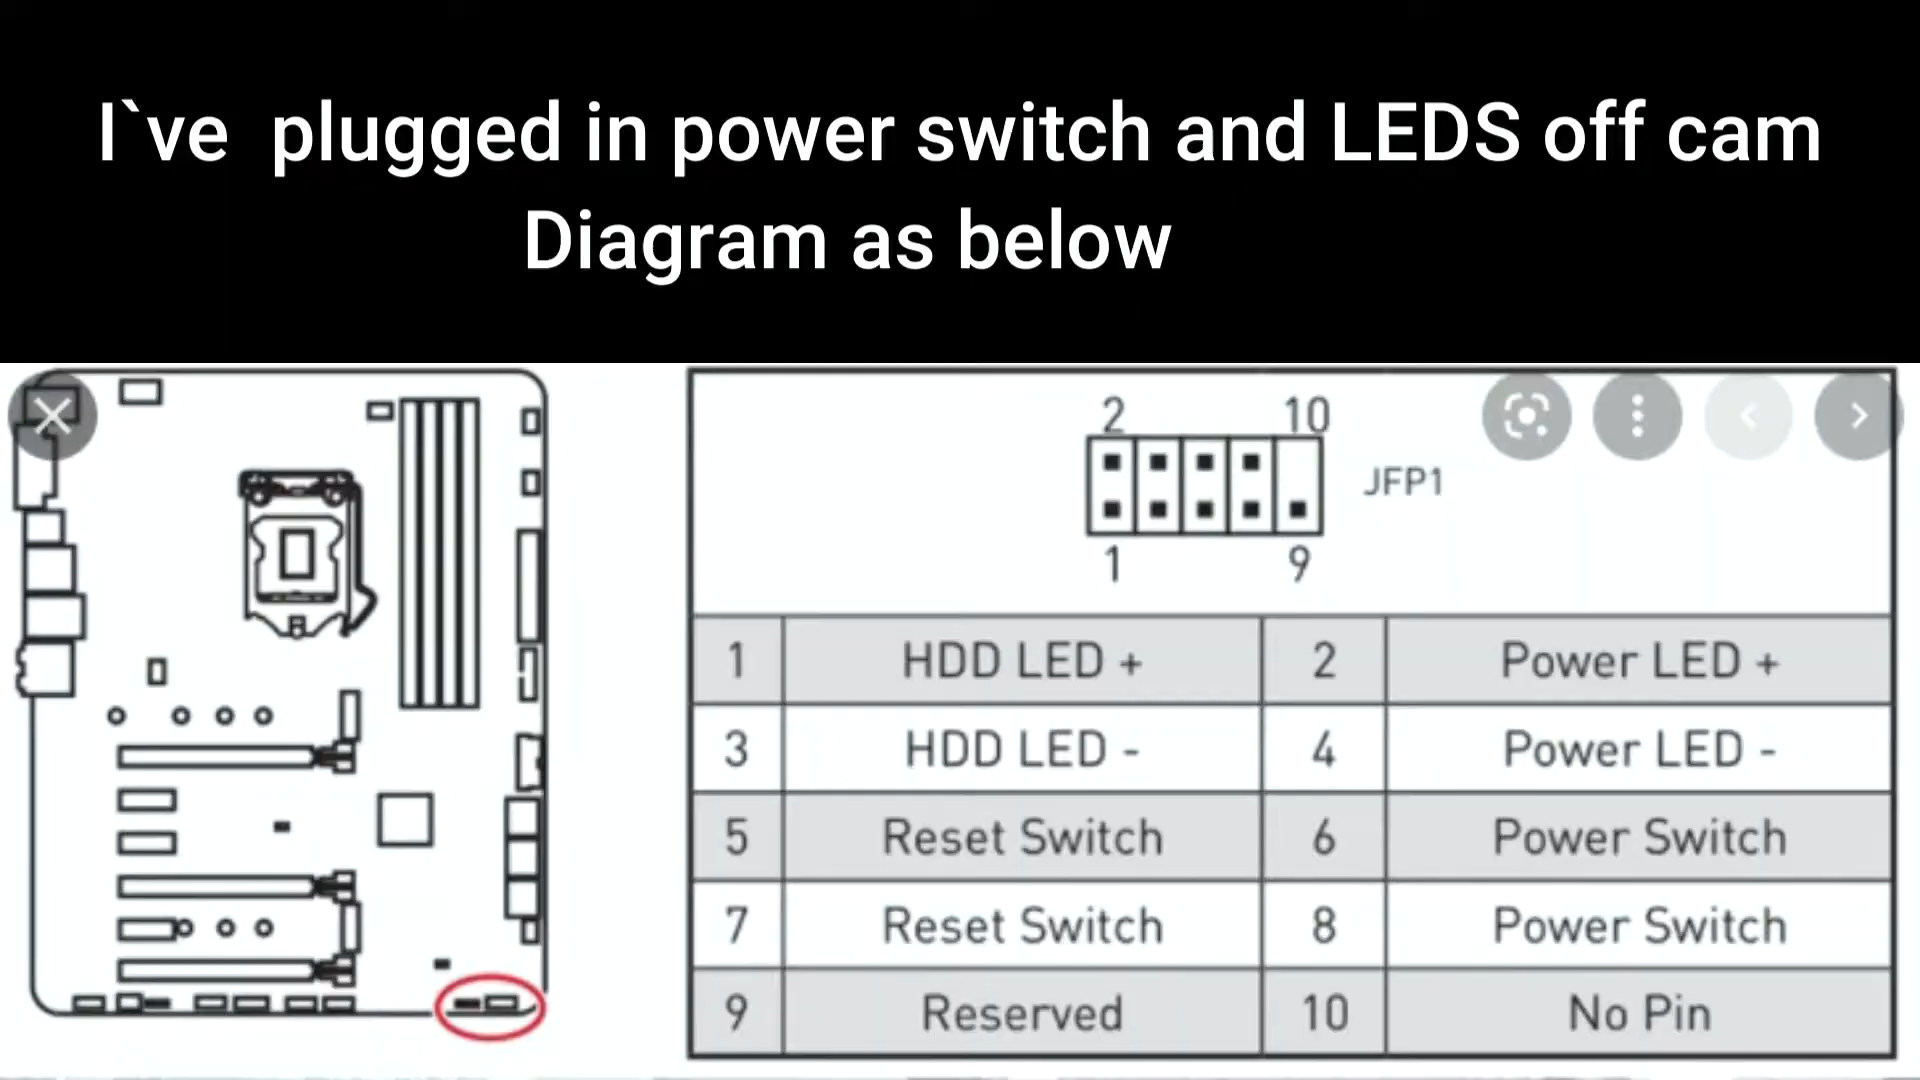 I`ve plugged in power switch and LEDS off cam
Diagram as below
2 10
JFP1
1 9
1 HDD LED + 2 Power LED +
3 HDD LED - 4 Power LED -
5 Reset Switch 6 Power Switch
7 Reset Switch 8 Power Switch
9 Reserved 10 No Pin